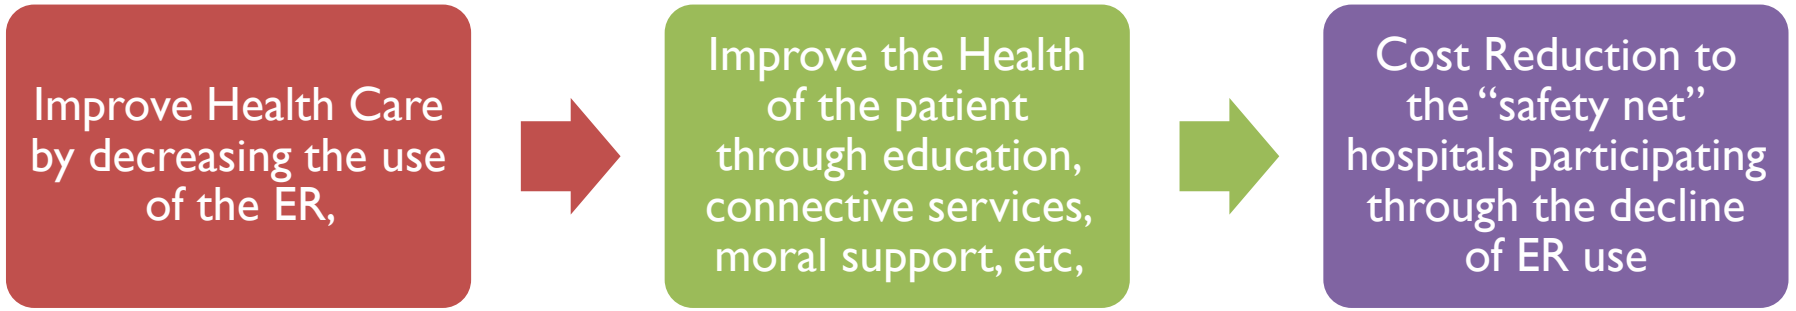 Improve Health Care
by decreasing the use
of the ER,
Improve the Health
of the patient
through education,
connective services,
moral support, etc,
Cost Reduction to
the “safety net”
hospitals participating
through the decline
of ER use